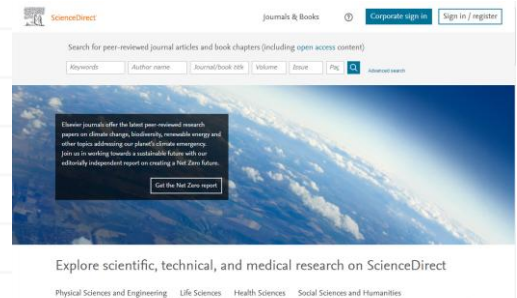 ScienceDirect
Journals & Books
?
Corporate sign in
Sign in / register
Search for peer-reviewed journal articles and book chapters (including open access content)
Keywords Author name Journal/book title Volume Issue Pag Advanced search
Elsevier journals offer the latest peer-reviewed research
papers on climate change, biodiversity, renewable energy and
other topics addressing our planet's climate emergency.
Join us in working towards a sustainable future with our
editorially independent report on creating a Net Zero future.
Get the Net Zero report
Explore scientific, technical, and medical research on ScienceDirect
Physical Sciences and Engineering Life Sciences Health Sciences Social Sciences and Humanities